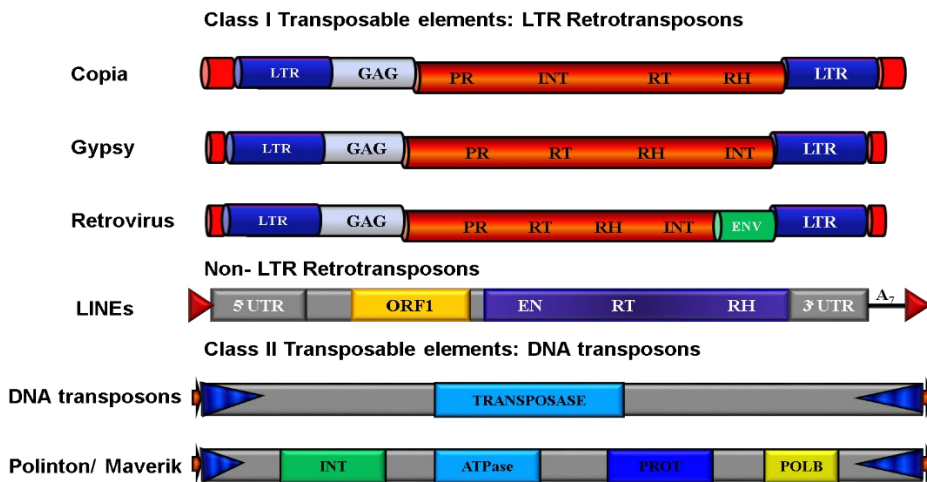 Class I Transposable elements: LTR Retrotransposons
Copia LTR GAG PR INT RT RH LTR
Gypsy LTR GAG PR RT RH INT LTR
Retrovirus LTR GAG PR RT RH INT ENV LTR
Non- LTR Retrotransposons
LINEs 5' UTR ORF1 EN RT RH 3' UTR A7
Class II Transposable elements: DNA transposons
DNA transposons TRANSPOSASE
Polinton/ Maverik INT ATPase PROT POLB